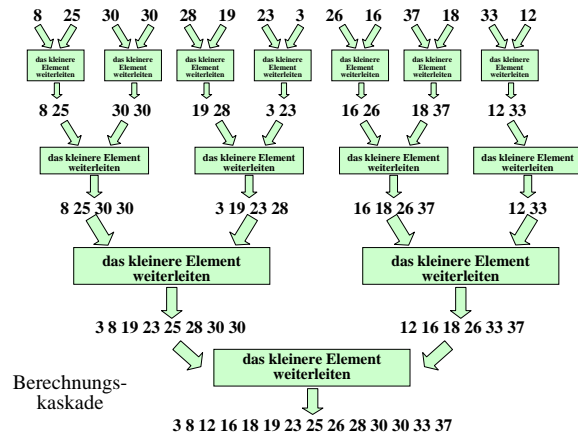 8 25 30 30 28 19 23 3 26 16 37 18 33 12
das kleinere Element das kleinere Element das kleinere Element das kleinere Element das kleinere Element das kleinere Element das kleinere Element
weiterleiten weiterleiten weiterleiten weiterleiten weiterleiten weiterleiten weiterleiten
8 25 30 30 19 28 3 23 16 26 18 37 12 33
das kleinere Element das kleinere Element das kleinere Element das kleinere Element
weiterleiten weiterleiten weiterleiten weiterleiten
8 25 30 30 3 19 23 28 16 18 26 37 12 33
das kleinere Element das kleinere Element
weiterleiten weiterleiten
3 8 19 23 25 28 30 30 12 16 18 26 33 37
das kleinere Element
weiterleiten
Berechnungs-
kaskade
3 8 12 16 18 19 23 25 26 28 30 30 33 37